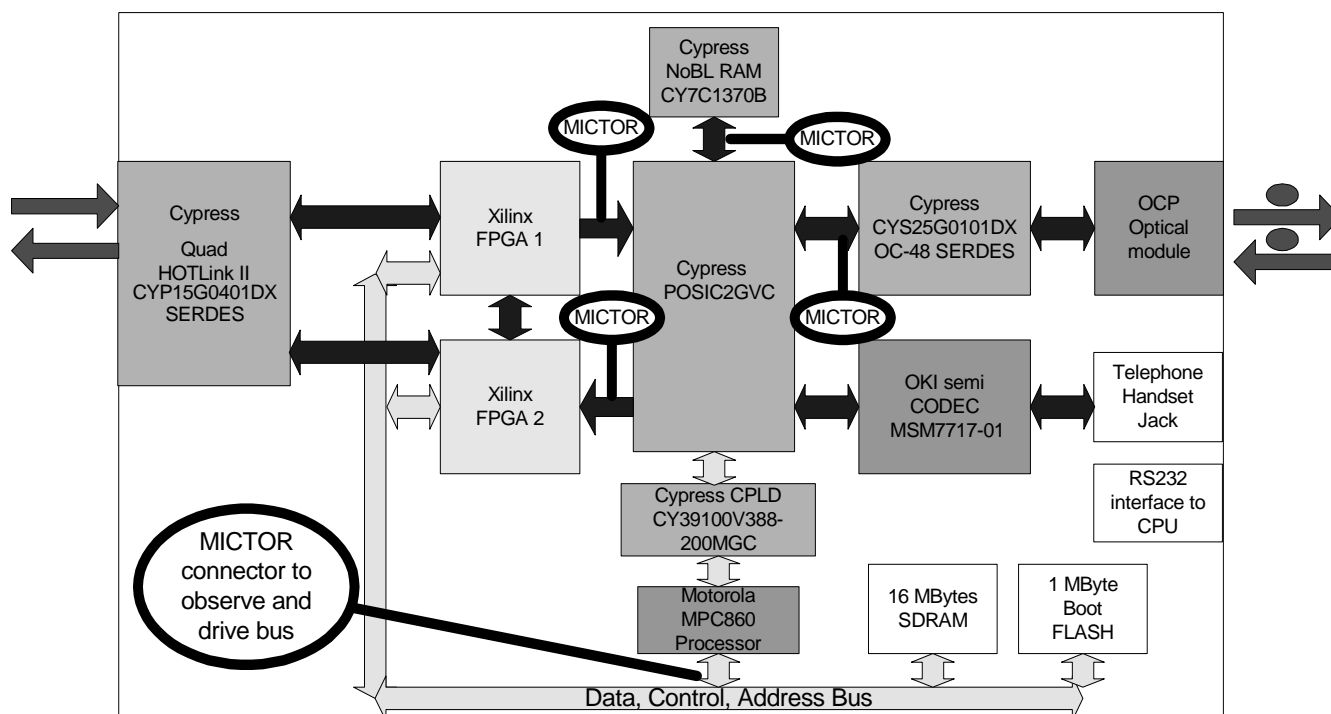 Cypress
NoBL RAM
CY7C1370B
MICTOR
MICTOR
Cypress
Quad
HOTLink II
CYP15G0401DX
SERDES
Xilinx
FPGA 1
Cypress
POSIC2GVC
Cypress
CYS25G0101DX
OC-48 SERDES
OCP
Optical
module
MICTOR
MICTOR
Xilinx
FPGA 2
OKI semi
CODEC
MSM7717-01
Telephone
Handset
Jack
RS232
interface to
CPU
Cypress CPLD
CY39100V388-
200MGC
MICTOR
connector to
observe and
drive bus
Motorola
MPC860
Processor
16 MBytes
SDRAM
1 MByte
Boot
FLASH
Data, Control, Address Bus